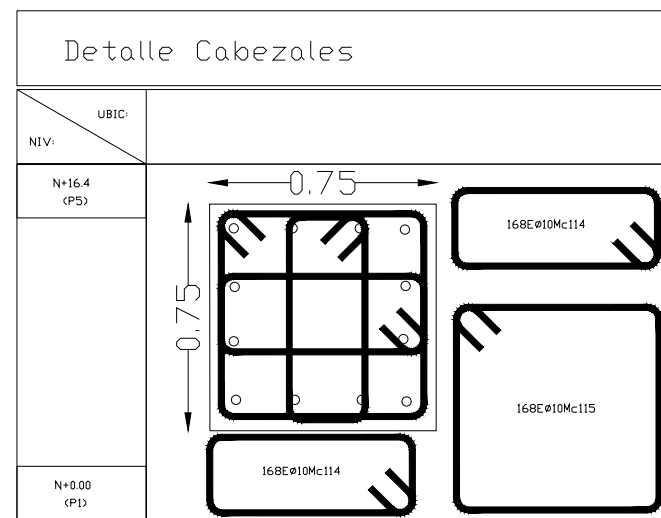 Detalle Cabezales
UBIC:
NIV:
N+16.4
(P5)
0.75
168EØ10Mc114
0.75
168EØ10Mc115
168EØ10Mc114
N+0.00
(P1)